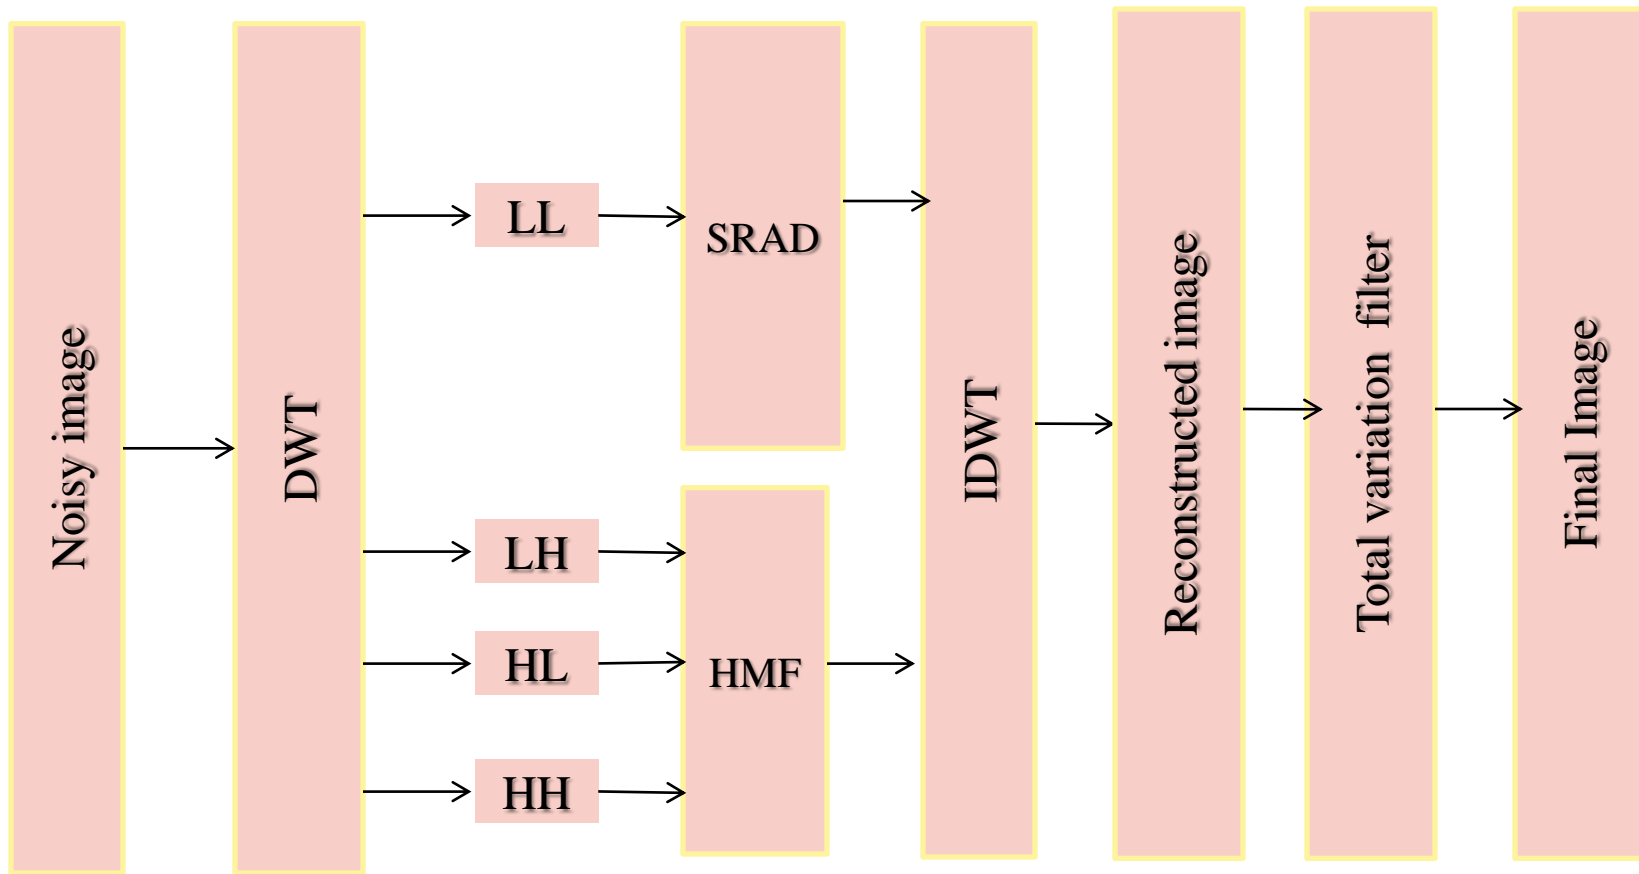 Noisy image
DWT
LL
LH
HL
HH
SRAD
HMF
IDWT
Reconstructed image
Total variation filter
Final Image